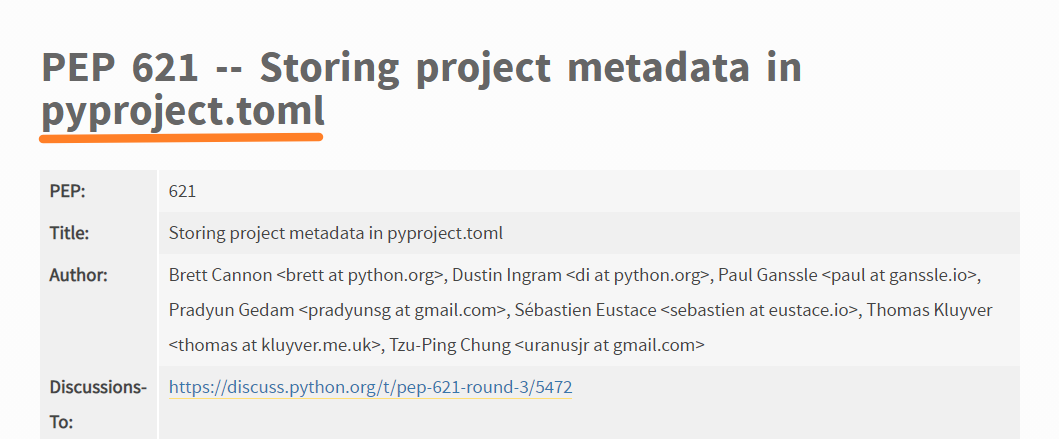 PEP 621 -- Storing project metadata in
pyproject.toml
PEP: 621
Title: Storing project metadata in pyproject.toml
Author: Brett Cannon <brett at python.org>, Dustin Ingram <di at python.org>, Paul Ganssle <paul at ganssle.io>,
Pradyun Gedam <pradyunsg at gmail.com>, Sébastien Eustace <sebastien at eustace.io>, Thomas Kluyver
<thomas at kluyver.me.uk>, Tzu-Ping Chung <uranusjr at gmail.com>
Discussions- https://discuss.python.org/t/pep-621-round-3/5472
To: